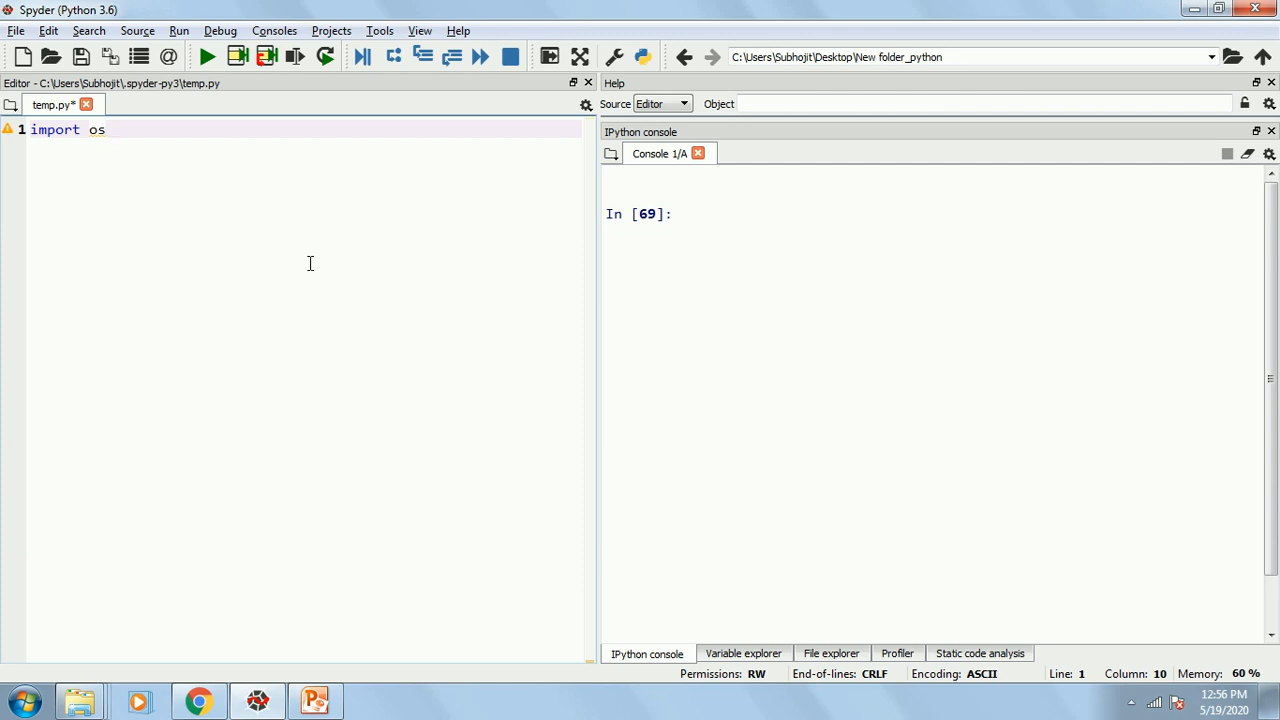 Spyder (Python 3.6)
File Edit Search Source Run Debug Consoles Projects Tools View Help
C:\Users\Subhojit\Desktop\New folder_python
Editor - C:\Users\Subhojit\.spyder-py3\temp.py
temp.py*
1 import os
Help
Source Editor Object
IPython console
Console 1/A
In [69]:
IPython console Variable explorer File explorer Profiler Static code analysis
Permissions: RW End-of-lines: CRLF Encoding: ASCII Line: 1 Column: 10 Memory: 60 %
12:56 PM
5/19/2020